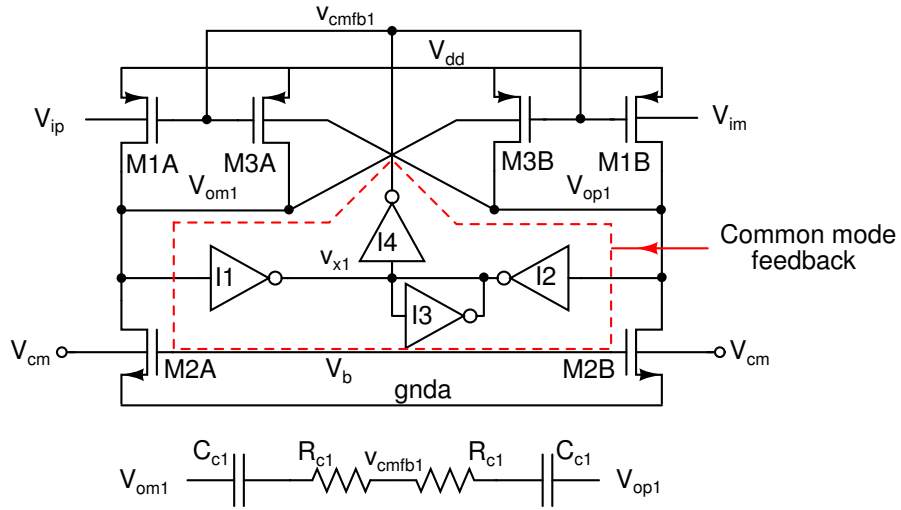 vcmfb1
Vdd
Vip
Vim
M1A
M3A
M3B
M1B
Vom1
Vop1
I4
Common mode
feedback
I1
vx1
I2
I3
Vcm
M2A
Vb
M2B
Vcm
gnda
Cc1
Rc1
vcmfb1
Rc1
Cc1
Vom1
Vop1